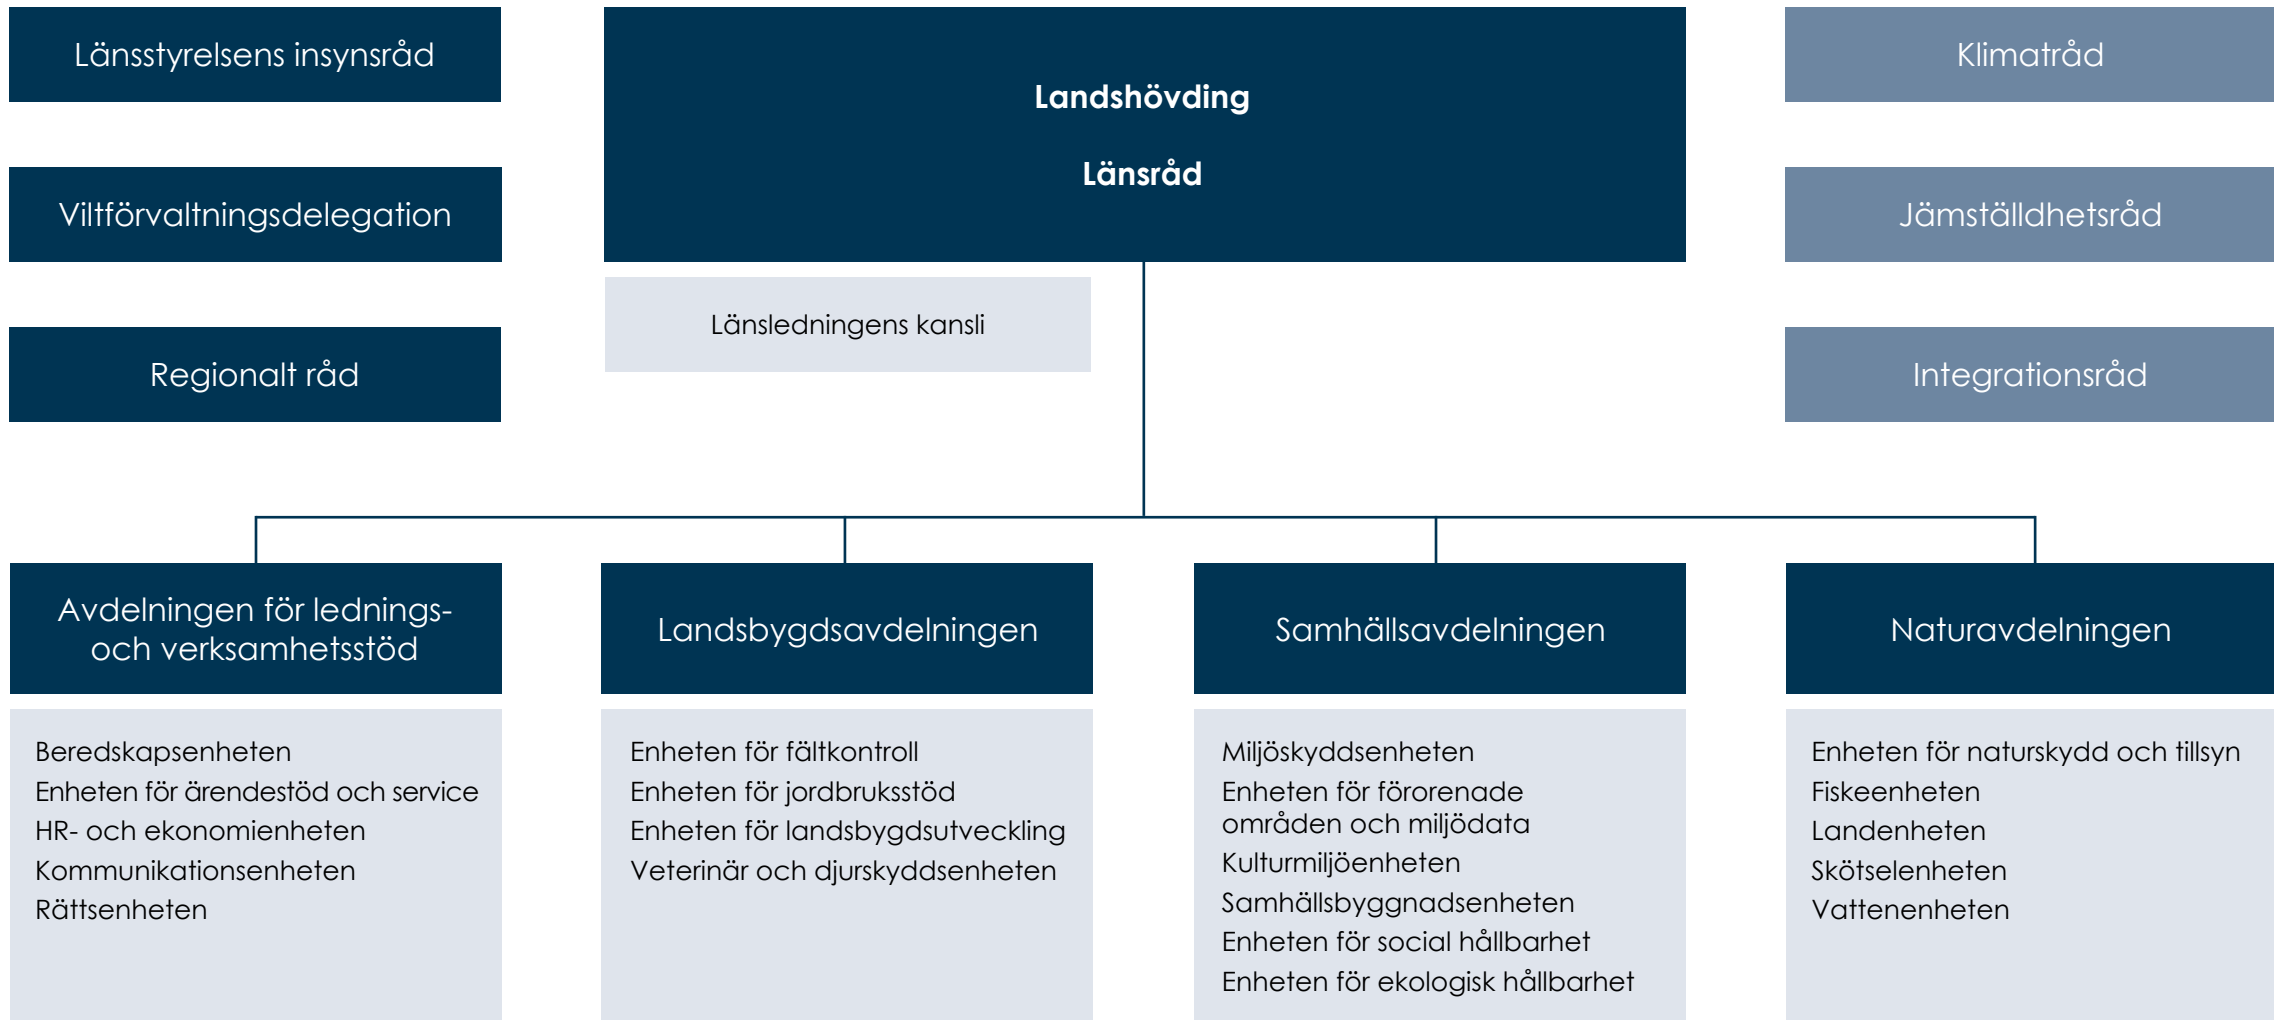 Länsstyrelsens insynsråd
Viltförvaltningsdelegation
Regionalt råd
Landshövding
Länsråd
Länsledningens kansli
Klimatråd
Jämställdhetsråd
Integrationsråd
Avdelningen för lednings-
och verksamhetsstöd
Beredskapsenheten
Enheten för ärendestöd och service
HR- och ekonomienheten
Kommunikationsenheten
Rättsenheten
Landsbygdsavdelningen
Enheten för fältkontroll
Enheten för jordbruksstöd
Enheten för landsbygdsutveckling
Veterinär och djurskyddsenheten
Samhällsavdelningen
Miljöskyddsenheten
Enheten för förorenade
områden och miljödata
Kulturmiljöenheten
Samhällsbyggnadsenheten
Enheten för social hållbarhet
Enheten för ekologisk hållbarhet
Naturavdelningen
Enheten för naturskydd och tillsyn
Fiskeenheten
Landenheten
Skötselenheten
Vattenenheten